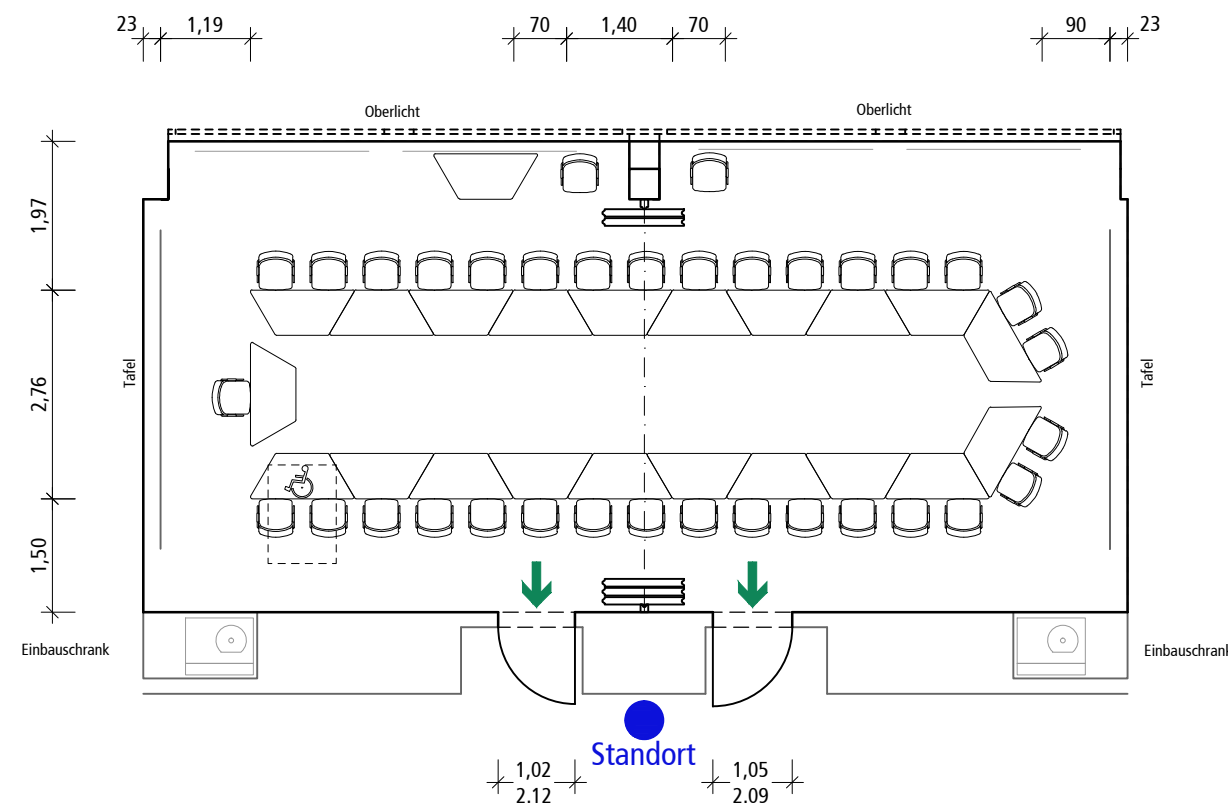 23 1,19 70 1,40 70 90 23
Oberlicht Oberlicht
1,97
Tafel Tafel
2,76
1,50
Einbauschrank Einbauschrank
Standort
1,02 1,05
2.12 2.09